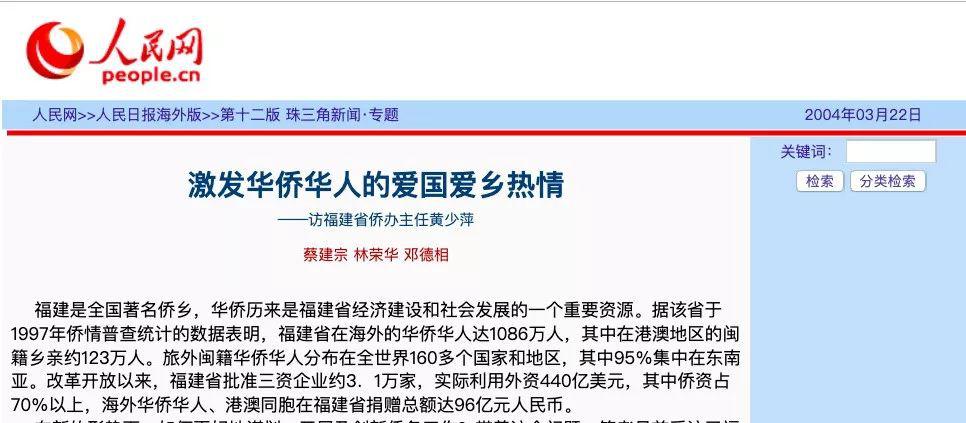 人民网
people.cn
人民网>>人民日报海外版>>第十二版 珠三角新闻·专题
2004年03月22日
关键词:
检索 分类检索
激发华侨华人的爱国爱乡热情
——访福建省侨办主任黄少萍
蔡建宗 林荣华 邓德相
福建是全国著名侨乡，华侨历来是福建省经济建设和社会发展的一个重要资源。据该省于
1997年侨情普查统计的数据表明，福建省在海外的华侨华人达1086万人，其中在港澳地区的闽
籍乡亲约123万人。旅外闽籍华侨华人分布在全世界160多个国家和地区，其中95%集中在东南
亚。改革开放以来，福建省批准三资企业约3．1万家，实际利用外资440亿美元，其中侨资占
70%以上，海外华侨华人、港澳同胞在福建省捐赠总额达96亿元人民币。